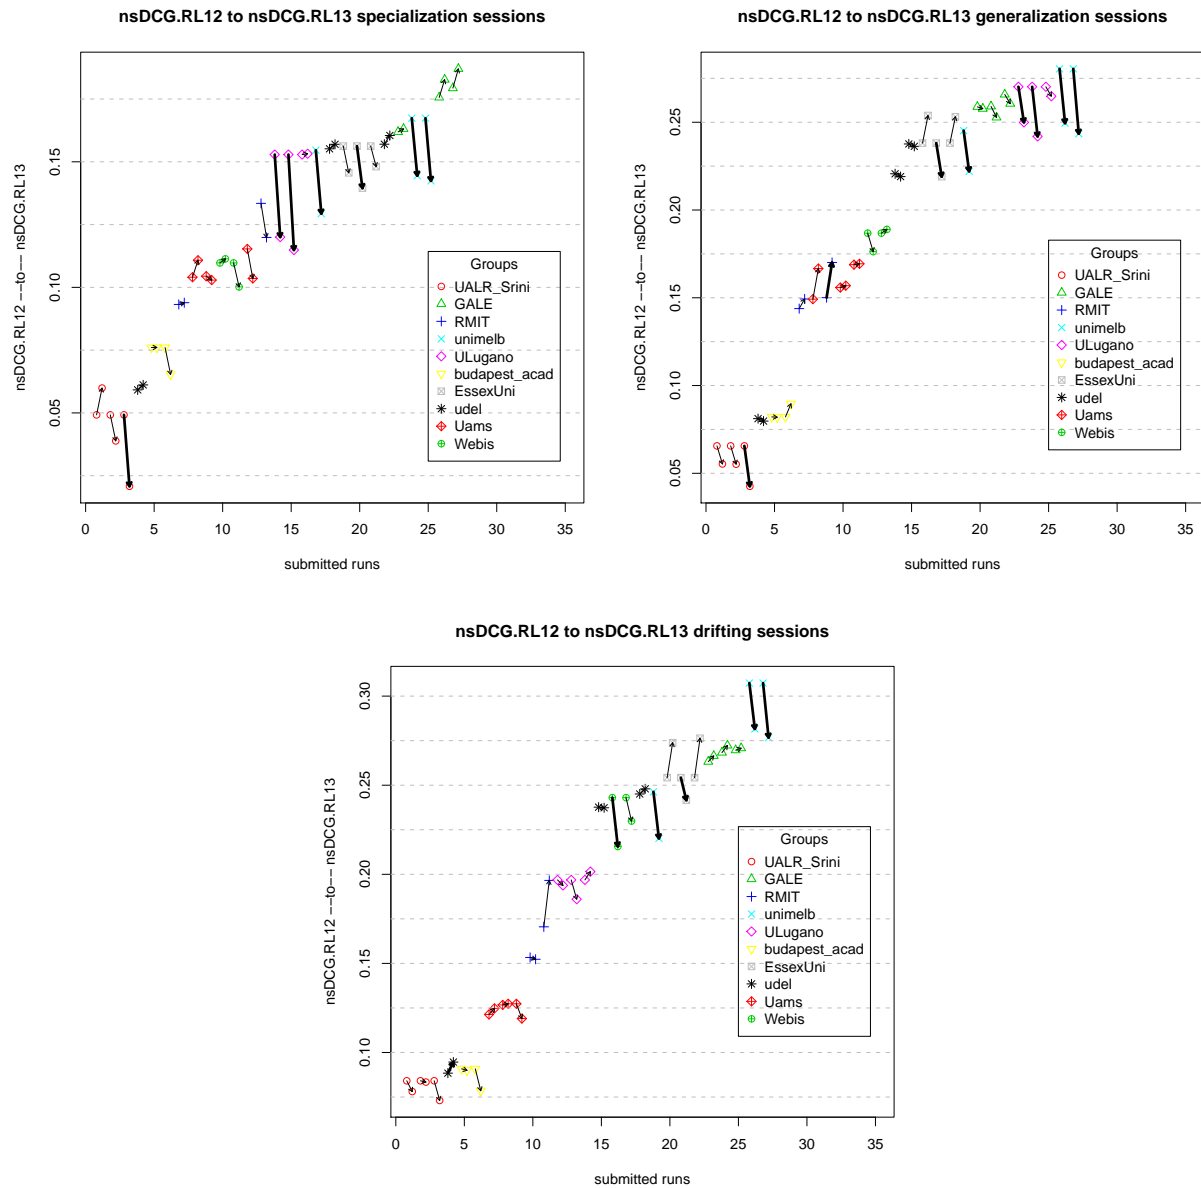 nsDCG.RL12 to nsDCG.RL13 specialization sessions
nsDCG.RL12 −−to−− nsDCG.RL13
0.05
0.10
0.15
0
5
10
15
20
25
30
35
submitted runs
Groups
UALR_Srini
GALE
RMIT
unimelb
ULugano
budapest_acad
EssexUni
udel
Uams
Webis
nsDCG.RL12 to nsDCG.RL13 generalization sessions
nsDCG.RL12 −−to−− nsDCG.RL13
0.05
0.10
0.15
0.20
0.25
0
5
10
15
20
25
30
35
submitted runs
Groups
UALR_Srini
GALE
RMIT
unimelb
ULugano
budapest_acad
EssexUni
udel
Uams
Webis
nsDCG.RL12 to nsDCG.RL13 drifting sessions
nsDCG.RL12 −−to−− nsDCG.RL13
0.10
0.15
0.20
0.25
0.30
0
5
10
15
20
25
30
35
submitted runs
Groups
UALR_Srini
GALE
RMIT
unimelb
ULugano
budapest_acad
EssexUni
udel
Uams
Webis